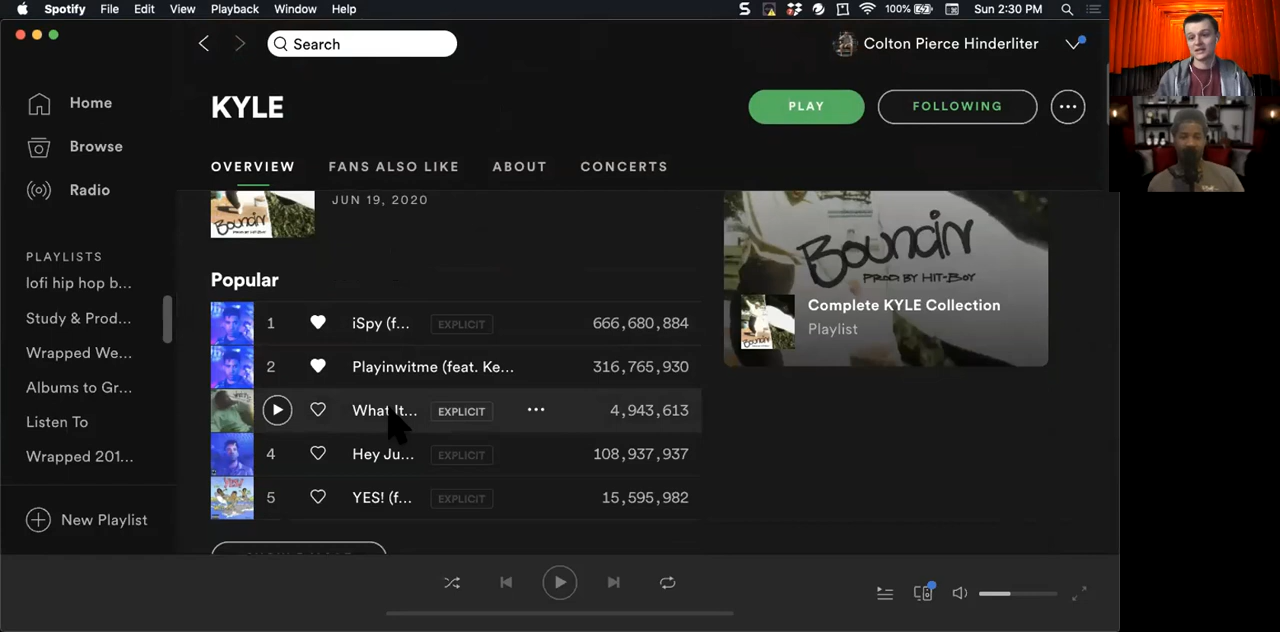 Spotify File Edit View Playback Window Help
100% Sun 2:30 PM
Search
Colton Pierce Hinderliter
Home
Browse
Radio
PLAYLISTS
lofi hip hop b...
Study & Prod...
Wrapped We...
Albums to Gr...
Listen To
Wrapped 201...
New Playlist
KYLE
PLAY FOLLOWING
OVERVIEW FANS ALSO LIKE ABOUT CONCERTS
Bouncin
JUN 19, 2020
Popular
1 iSpy (f... EXPLICIT 666,680,884
2 Playinwitme (feat. Ke... 316,765,930
What It... EXPLICIT 4,943,613
4 Hey Ju... EXPLICIT 108,937,937
5 YES! (f... EXPLICIT 15,595,982
Bouncin
PROD. BY HIT-BOY
Complete KYLE Collection
Playlist